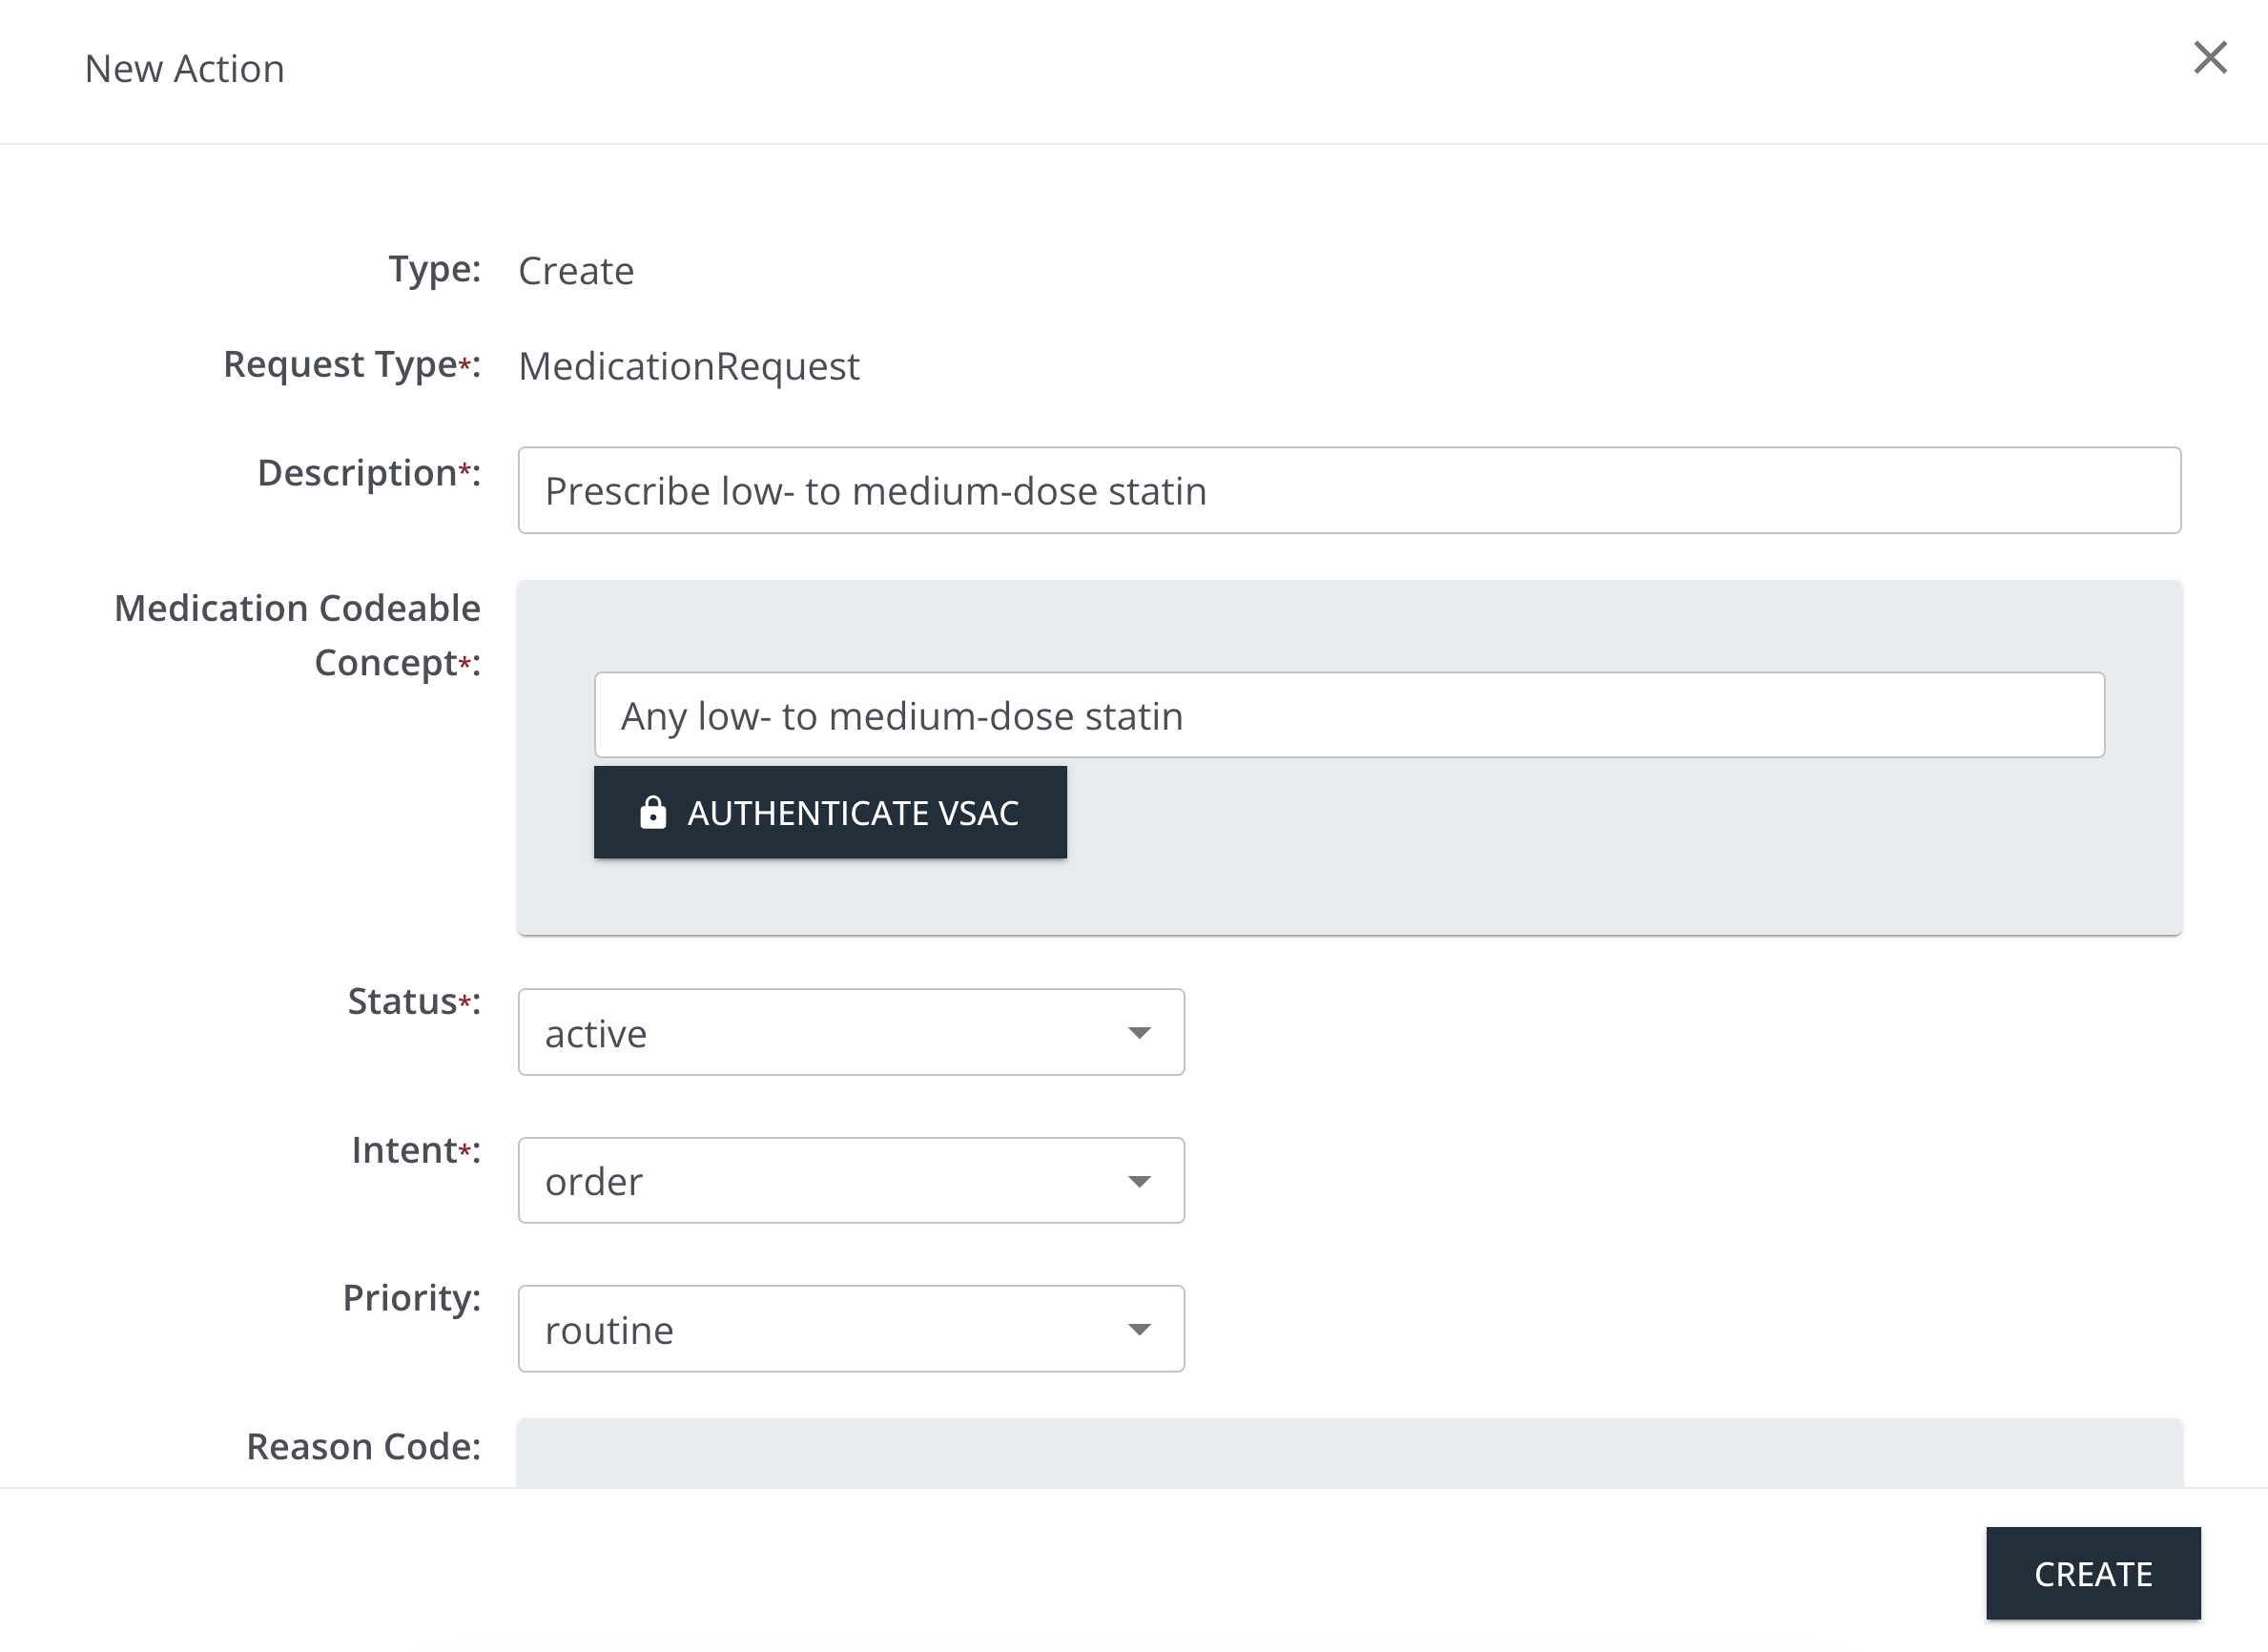 New Action
Type: Create
Request Type*: MedicationRequest
Description*: Prescribe low- to medium-dose statin
Medication Codeable
Concept*:
Any low- to medium-dose statin
AUTHENTICATE VSAC
Status*: active
Intent*: order
Priority: routine
Reason Code:
CREATE